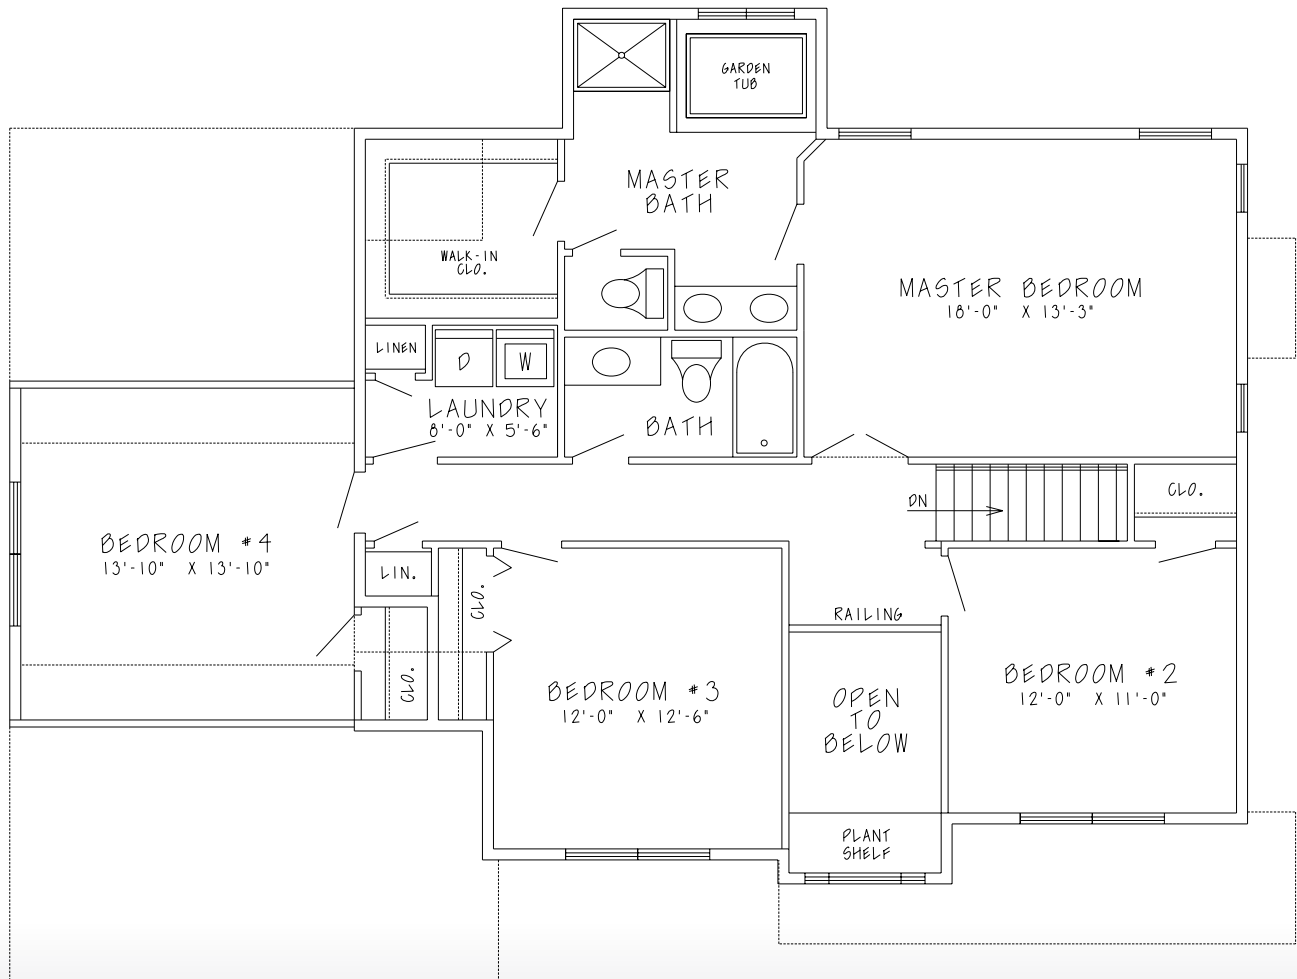 GARDEN
TUB
MASTER
BATH
WALK-IN
CLO.
MASTER BEDROOM
18'-0" X 13'-3"
LINEN
D
W
LAUNDRY
8'-0" X 5'-6"
BATH
DN
CLO.
BEDROOM #4
13'-10" X 13'-10"
LIN.
CLO.
CLO.
RAILING
BEDROOM #3
12'-0" X 12'-6"
OPEN
TO
BELOW
BEDROOM #2
12'-0" X 11'-0"
PLANT
SHELF